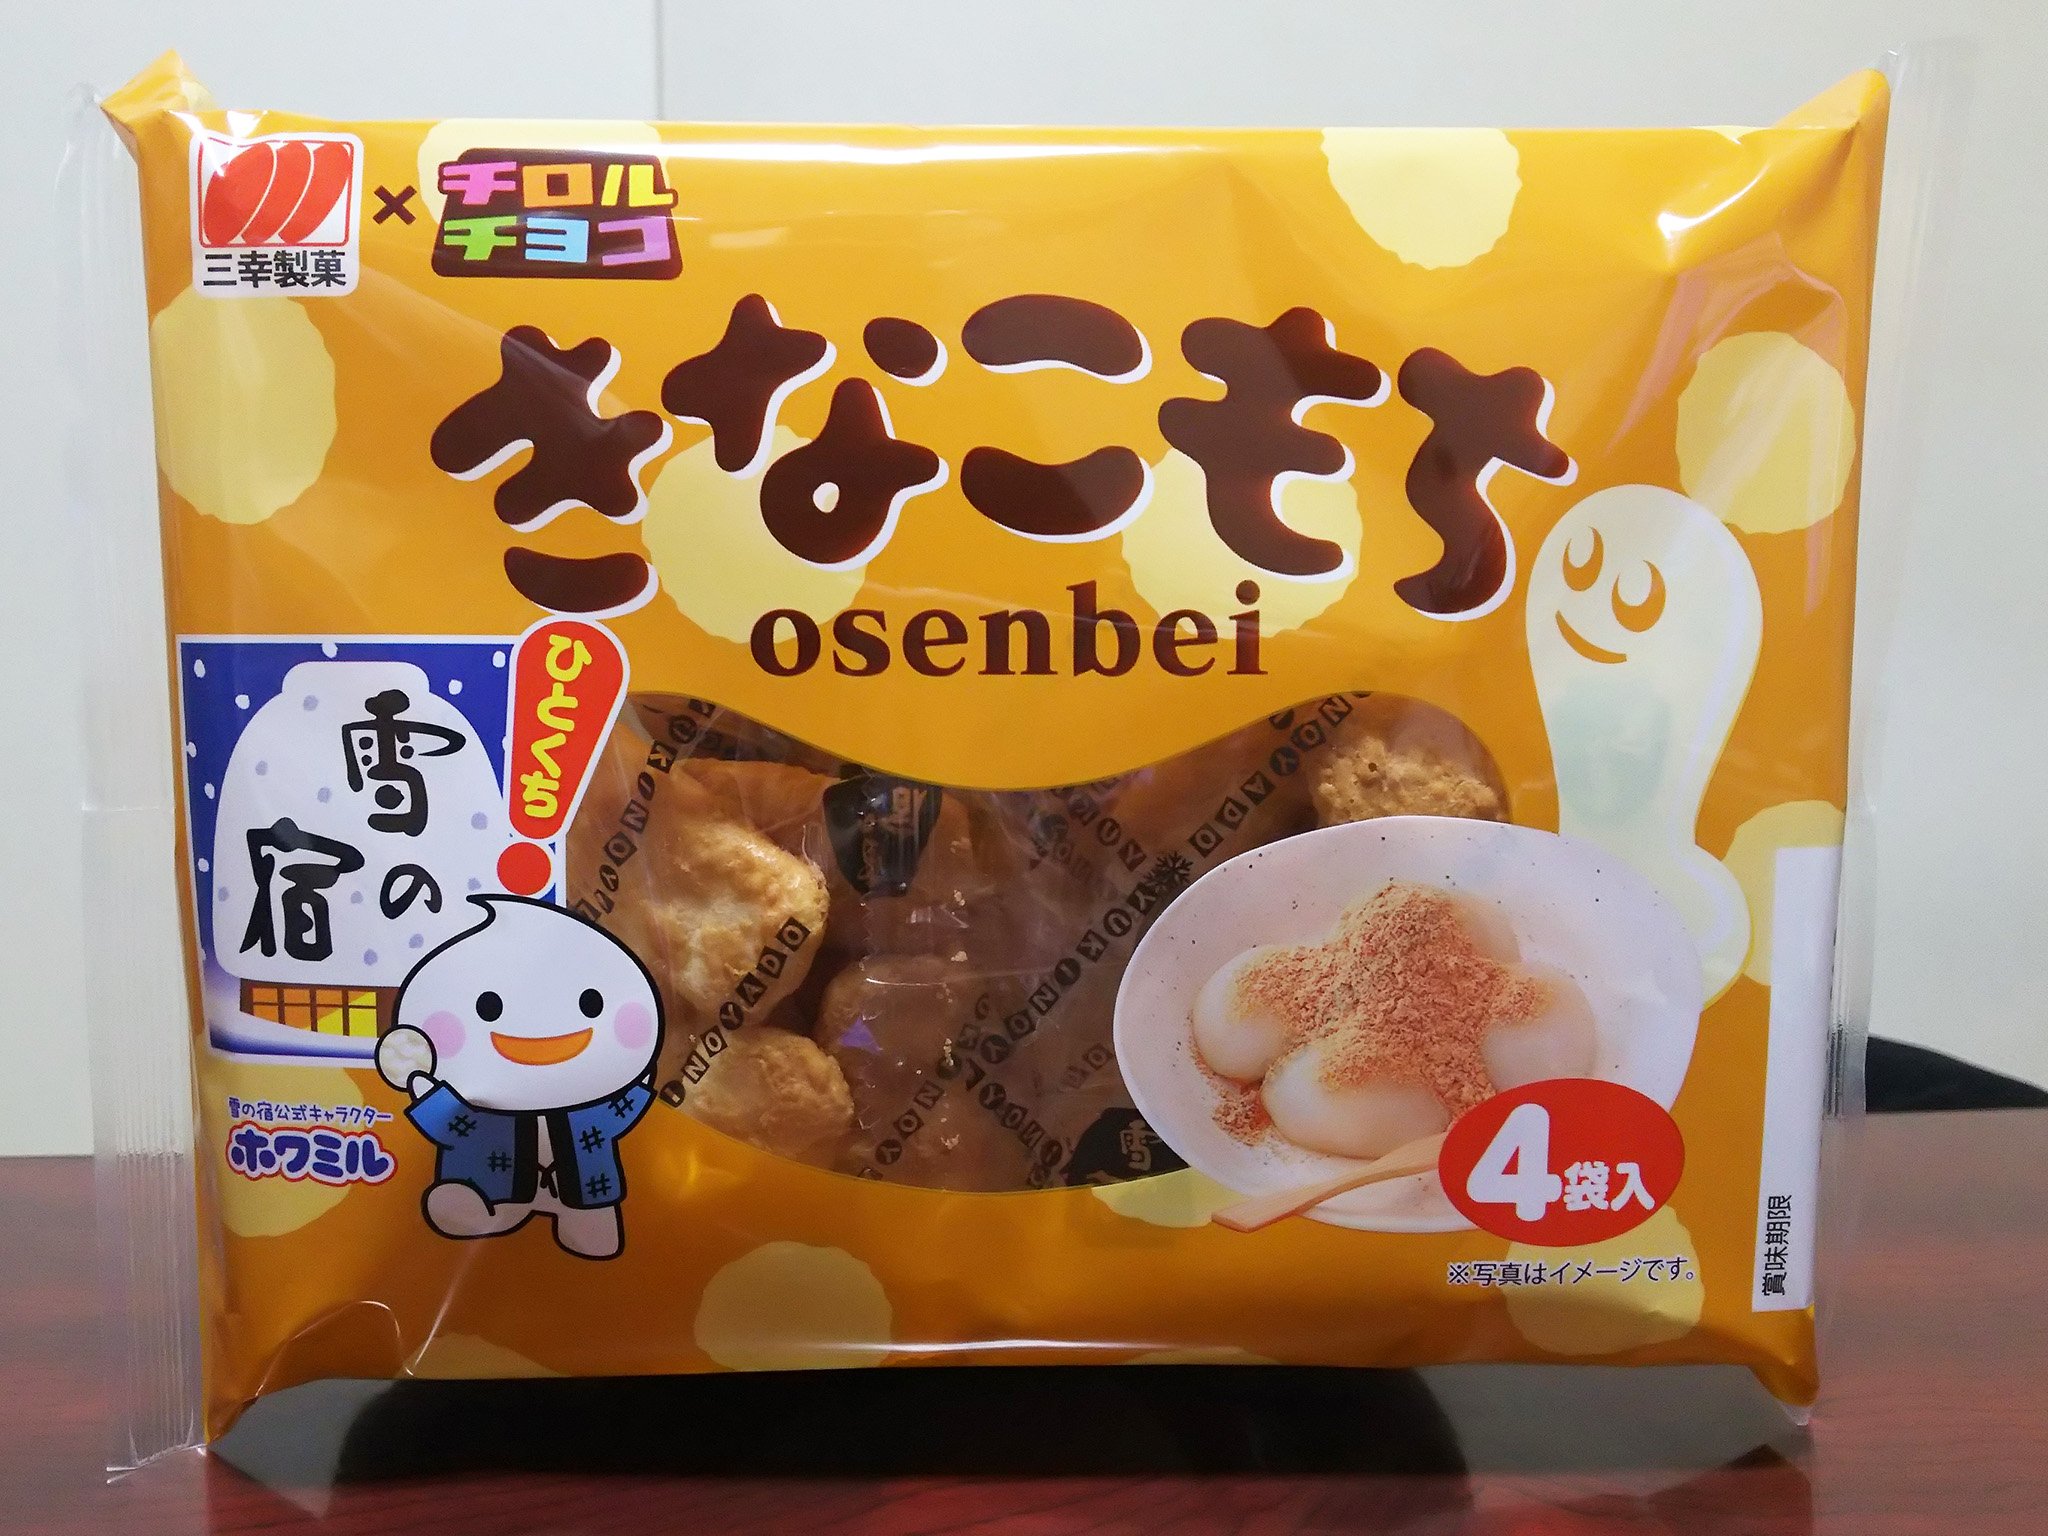 三幸製菓
×
チロル
チョコ
きなこもち
osenbei
ひとくち
雪の
宿
雪の宿公式キャラクター
ホワミル
4袋入
※写真はイメージです。
賞味期限